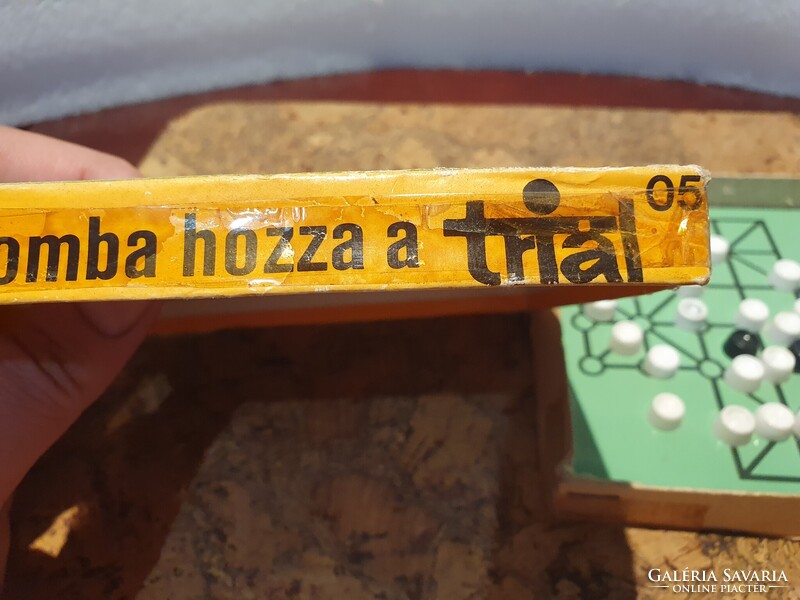 omba hozza a trial 05
GALÉRIA SAVARIA
ONLINE PIACTÉR